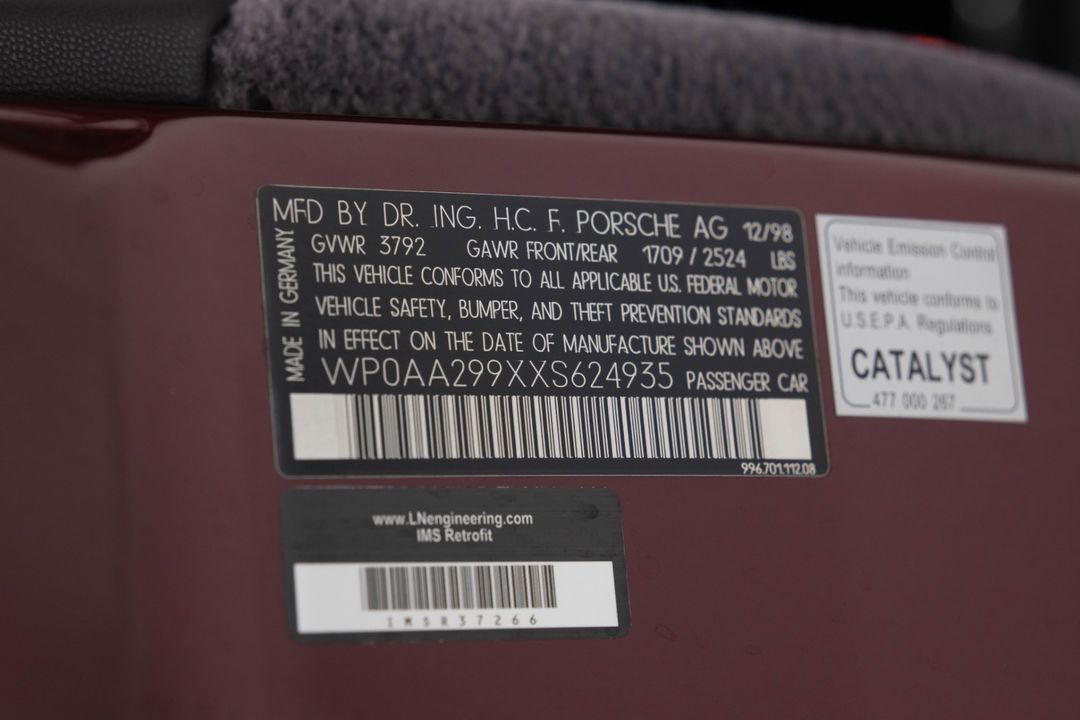 MFD BY DR. ING. H.C. F. PORSCHE AG 12/98
GVWR 3792 GAWR FRONT/REAR 1709 / 2524 LBS
THIS VEHICLE CONFORMS TO ALL APPLICABLE U.S. FEDERAL MOTOR
VEHICLE SAFETY, BUMPER, AND THEFT PREVENTION STANDARDS
IN EFFECT ON THE DATE OF MANUFACTURE SHOWN ABOVE
WP0AA299XXS624935 PASSENGER CAR
996.701.112.08
MADE IN GERMANY
Vehicle Emission Control
information
This vehicle conforms to
U.S.E.P.A. Regulations
CATALYST
477 000 267
www.LNengineering.com
IMS Retrofit
IMSR37266